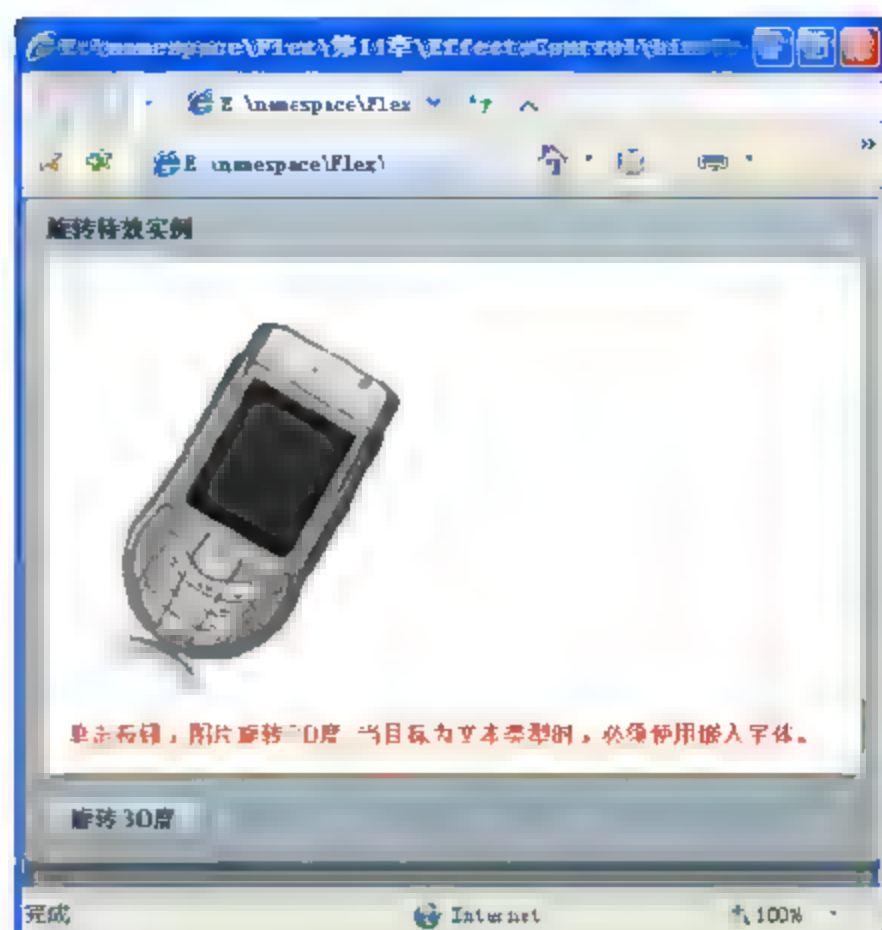 E:\namespace\Flex\第14章\EffectsControl\bin
E \namespace\Flex
E \namespace\Flex\
旋转特效实例
单击按钮,图片旋转30度 当目标为文本类型时,必须使用嵌入字体。
旋转30度
完成
Internet
100%